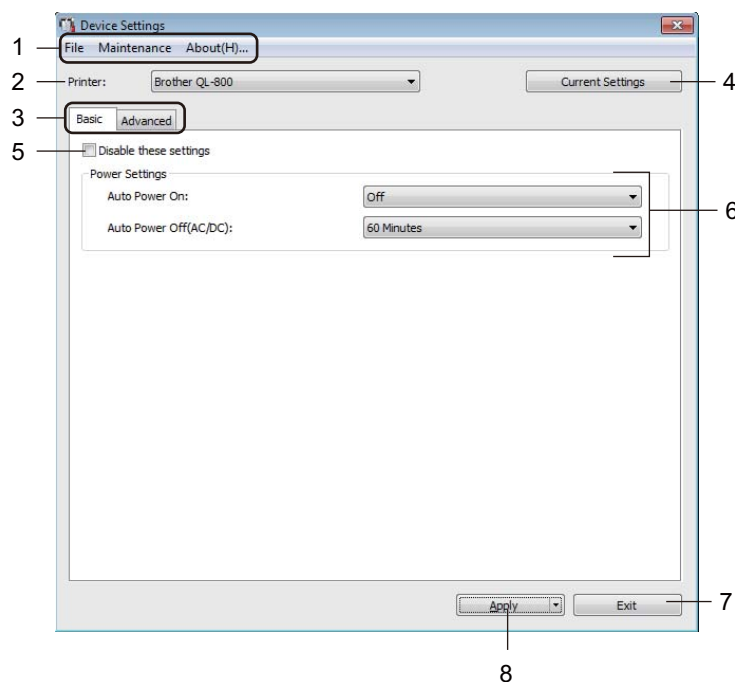 Device Settings
1 File Maintenance About(H)...
2 Printer: Brother QL-800 Current Settings 4
3 Basic Advanced
5 Disable these settings
Power Settings
Auto Power On: Off
6
Auto Power Off(AC/DC): 60 Minutes
Apply Exit 7
8